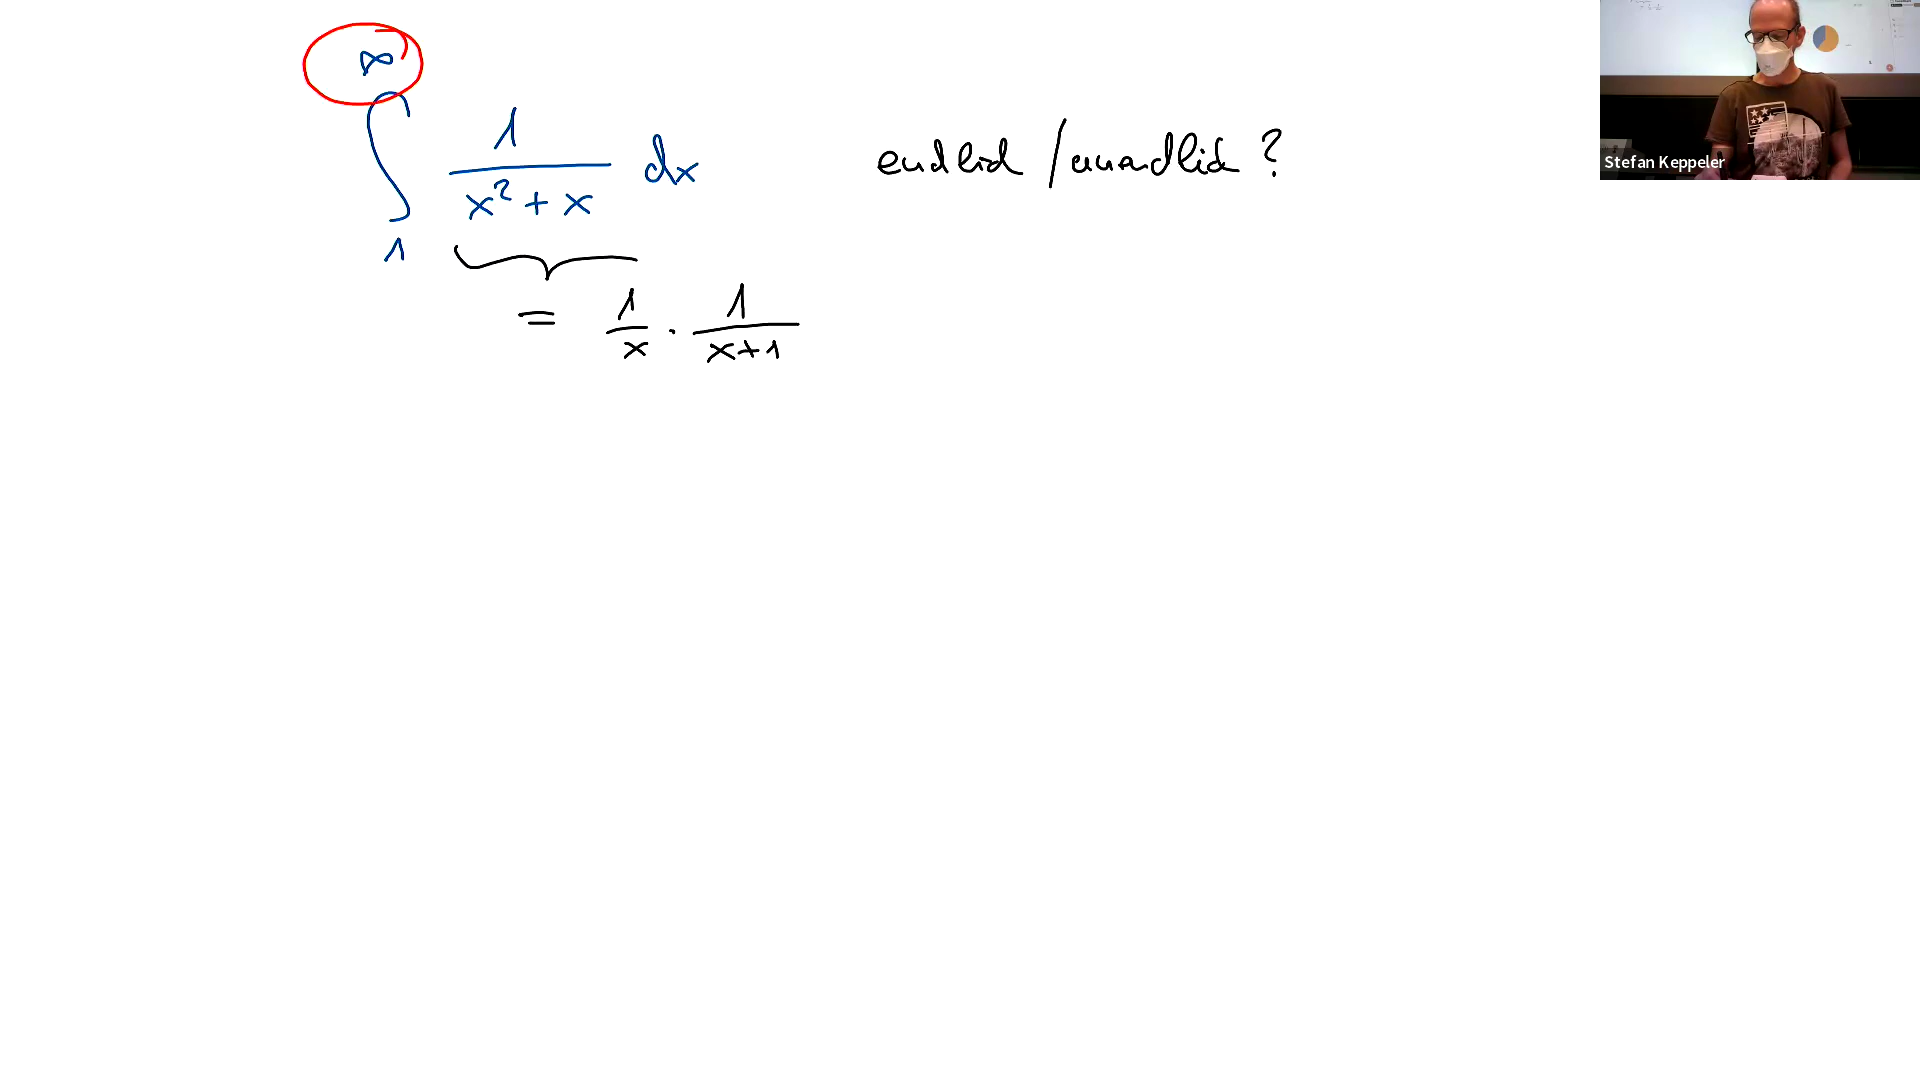 ∞
∫ 1/(x² + x) dx endlich / unendlich ?
1
= 1/x · 1/(x+1)
Stefan Keppeler